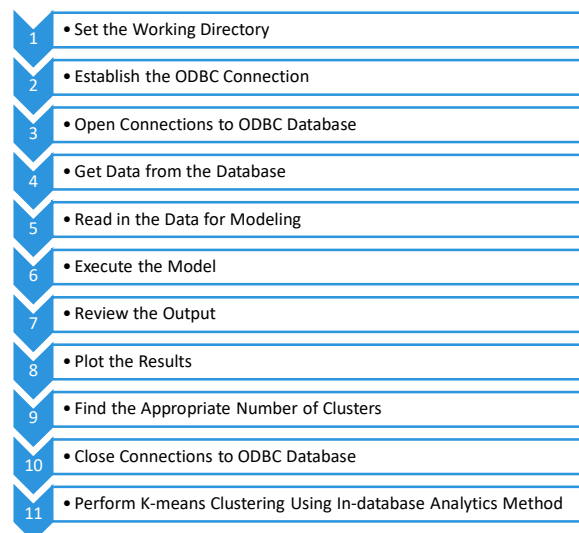 1 • Set the Working Directory
2 • Establish the ODBC Connection
3 • Open Connections to ODBC Database
4 • Get Data from the Database
5 • Read in the Data for Modeling
6 • Execute the Model
7 • Review the Output
8 • Plot the Results
9 • Find the Appropriate Number of Clusters
10 • Close Connections to ODBC Database
11 • Perform K-means Clustering Using In-database Analytics Method